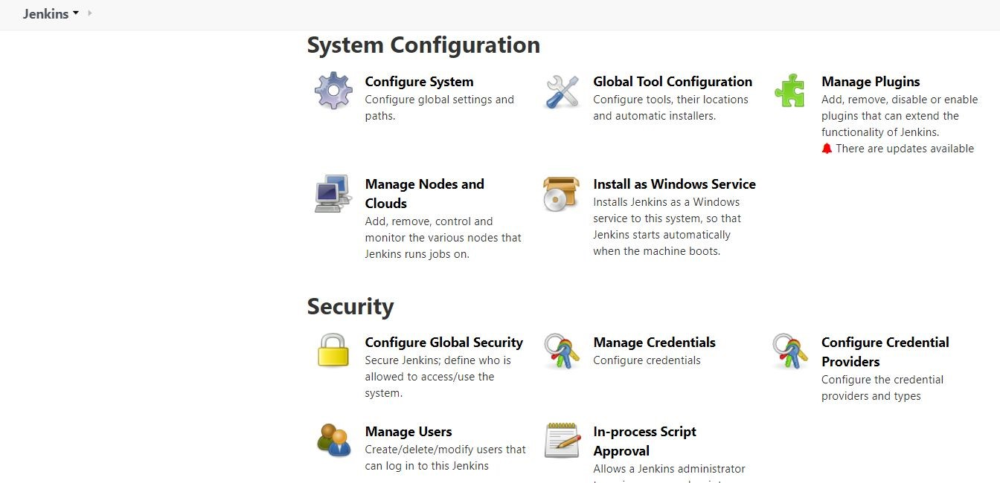 Jenkins
System Configuration
Configure System
Configure global settings and
paths.
Global Tool Configuration
Configure tools, their locations
and automatic installers.
Manage Plugins
Add, remove, disable or enable
plugins that can extend the
functionality of Jenkins.
There are updates available
Manage Nodes and
Clouds
Add, remove, control and
monitor the various nodes that
Jenkins runs jobs on.
Install as Windows Service
Installs Jenkins as a Windows
service to this system, so that
Jenkins starts automatically
when the machine boots.
Security
Configure Global Security
Secure Jenkins; define who is
allowed to access/use the
system.
Manage Credentials
Configure credentials
Configure Credential
Providers
Configure the credential
providers and types
Manage Users
Create/delete/modify users that
can log in to this Jenkins
In-process Script
Approval
Allows a Jenkins administrator